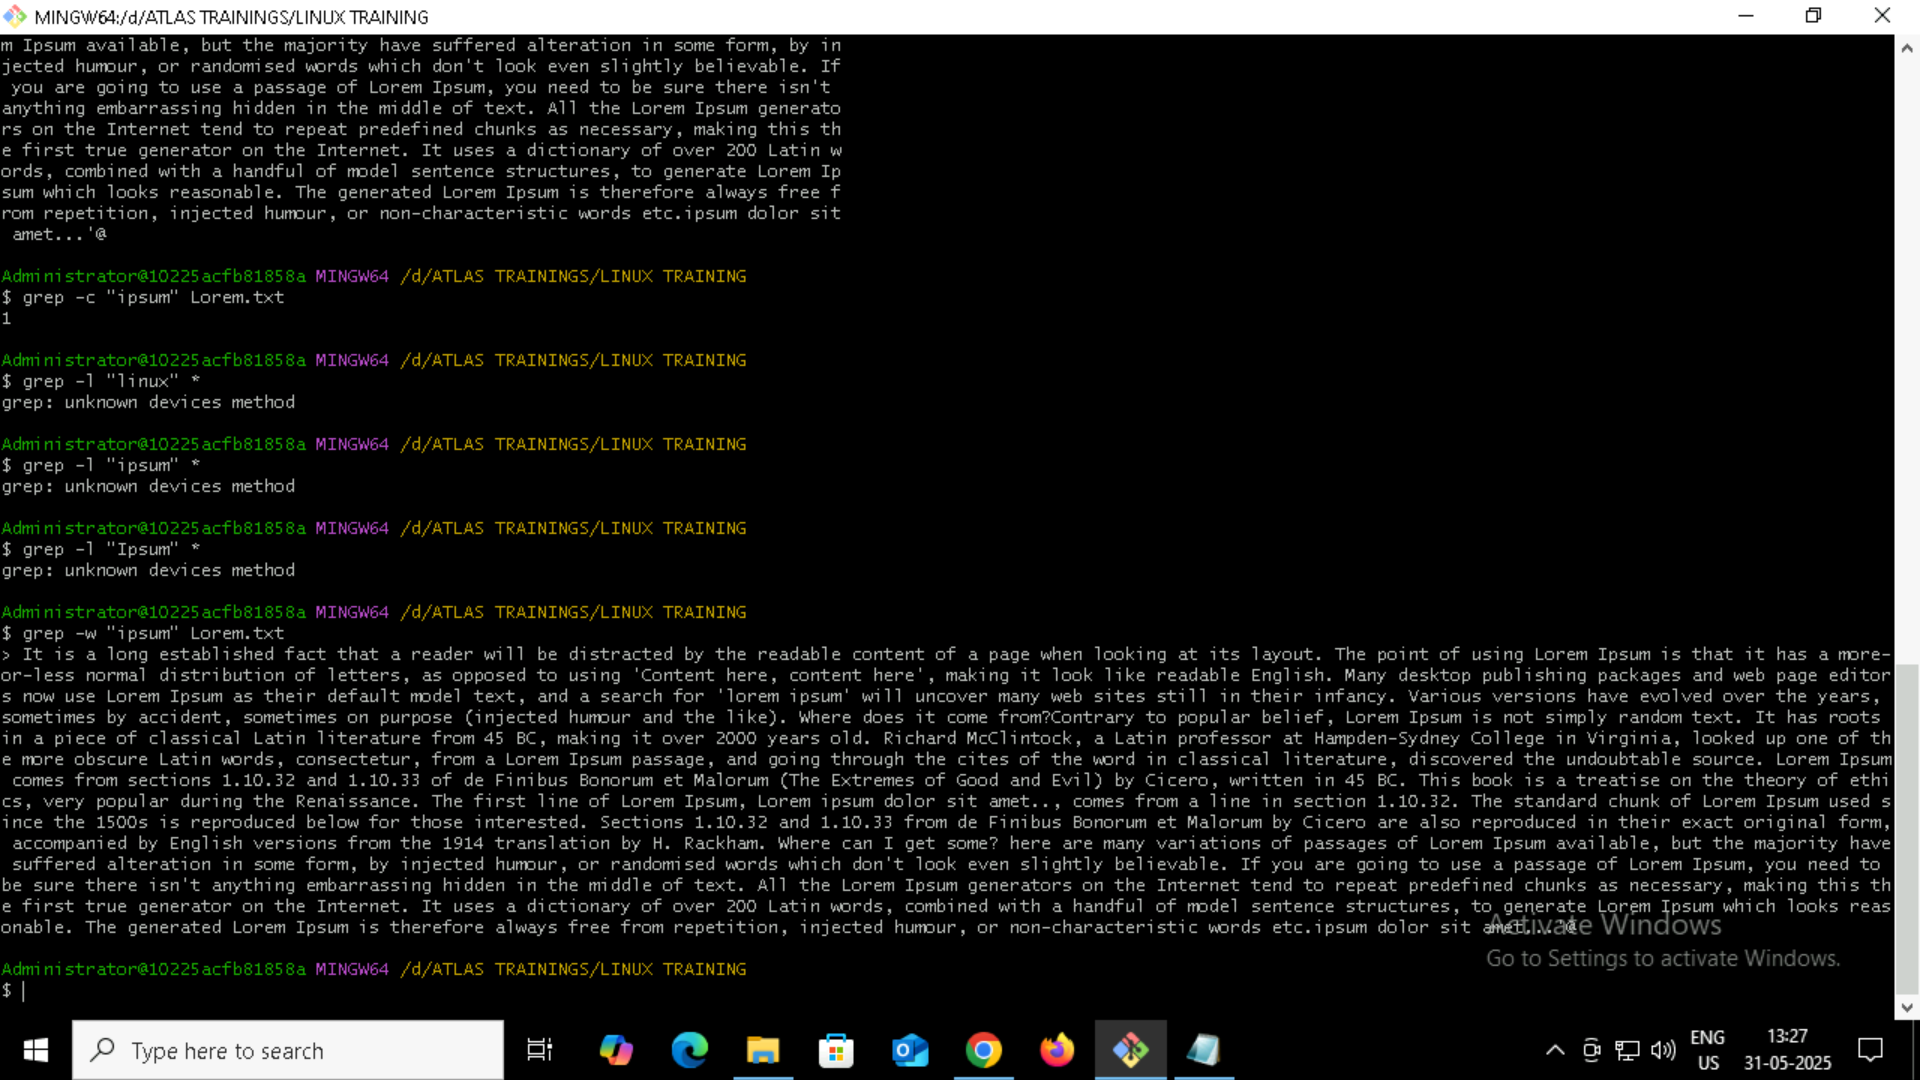 MINGW64:/d/ATLAS TRAININGS/LINUX TRAINING
m Ipsum available, but the majority have suffered alteration in some form, by in
jected humour, or randomised words which don't look even slightly believable. If
 you are going to use a passage of Lorem Ipsum, you need to be sure there isn't
anything embarrassing hidden in the middle of text. All the Lorem Ipsum generato
rs on the Internet tend to repeat predefined chunks as necessary, making this th
e first true generator on the Internet. It uses a dictionary of over 200 Latin w
ords, combined with a handful of model sentence structures, to generate Lorem Ip
sum which looks reasonable. The generated Lorem Ipsum is therefore always free f
rom repetition, injected humour, or non-characteristic words etc.ipsum dolor sit
 amet...'@
Administrator@10225acfb81858a MINGW64 /d/ATLAS TRAININGS/LINUX TRAINING
$ grep -c "ipsum" Lorem.txt
1
Administrator@10225acfb81858a MINGW64 /d/ATLAS TRAININGS/LINUX TRAINING
$ grep -l "linux" *
grep: unknown devices method
Administrator@10225acfb81858a MINGW64 /d/ATLAS TRAININGS/LINUX TRAINING
$ grep -l "ipsum" *
grep: unknown devices method
Administrator@10225acfb81858a MINGW64 /d/ATLAS TRAININGS/LINUX TRAINING
$ grep -l "Ipsum" *
grep: unknown devices method
Administrator@10225acfb81858a MINGW64 /d/ATLAS TRAININGS/LINUX TRAINING
$ grep -w "ipsum" Lorem.txt
> It is a long established fact that a reader will be distracted by the readable content of a page when looking at its layout. The point of using Lorem Ipsum is that it has a more-
or-less normal distribution of letters, as opposed to using 'Content here, content here', making it look like readable English. Many desktop publishing packages and web page editor
s now use Lorem Ipsum as their default model text, and a search for 'lorem ipsum' will uncover many web sites still in their infancy. Various versions have evolved over the years,
sometimes by accident, sometimes on purpose (injected humour and the like). Where does it come from?Contrary to popular belief, Lorem Ipsum is not simply random text. It has roots
in a piece of classical Latin literature from 45 BC, making it over 2000 years old. Richard McClintock, a Latin professor at Hampden-Sydney College in Virginia, looked up one of th
e more obscure Latin words, consectetur, from a Lorem Ipsum passage, and going through the cites of the word in classical literature, discovered the undoubtable source. Lorem Ipsum
 comes from sections 1.10.32 and 1.10.33 of de Finibus Bonorum et Malorum (The Extremes of Good and Evil) by Cicero, written in 45 BC. This book is a treatise on the theory of ethi
cs, very popular during the Renaissance. The first line of Lorem Ipsum, Lorem ipsum dolor sit amet.., comes from a line in section 1.10.32. The standard chunk of Lorem Ipsum used s
ince the 1500s is reproduced below for those interested. Sections 1.10.32 and 1.10.33 from de Finibus Bonorum et Malorum by Cicero are also reproduced in their exact original form,
 accompanied by English versions from the 1914 translation by H. Rackham. Where can I get some? here are many variations of passages of Lorem Ipsum available, but the majority have
 suffered alteration in some form, by injected humour, or randomised words which don't look even slightly believable. If you are going to use a passage of Lorem Ipsum, you need to
be sure there isn't anything embarrassing hidden in the middle of text. All the Lorem Ipsum generators on the Internet tend to repeat predefined chunks as necessary, making this th
e first true generator on the Internet. It uses a dictionary of over 200 Latin words, combined with a handful of model sentence structures, to generate Lorem Ipsum which looks reas
onable. The generated Lorem Ipsum is therefore always free from repetition, injected humour, or non-characteristic words etc.ipsum dolor sit
Activate Windows
Go to Settings to activate Windows.
Administrator@10225acfb81858a MINGW64 /d/ATLAS TRAININGS/LINUX TRAINING
$
Type here to search
ENG
US
13:27
31-05-2025